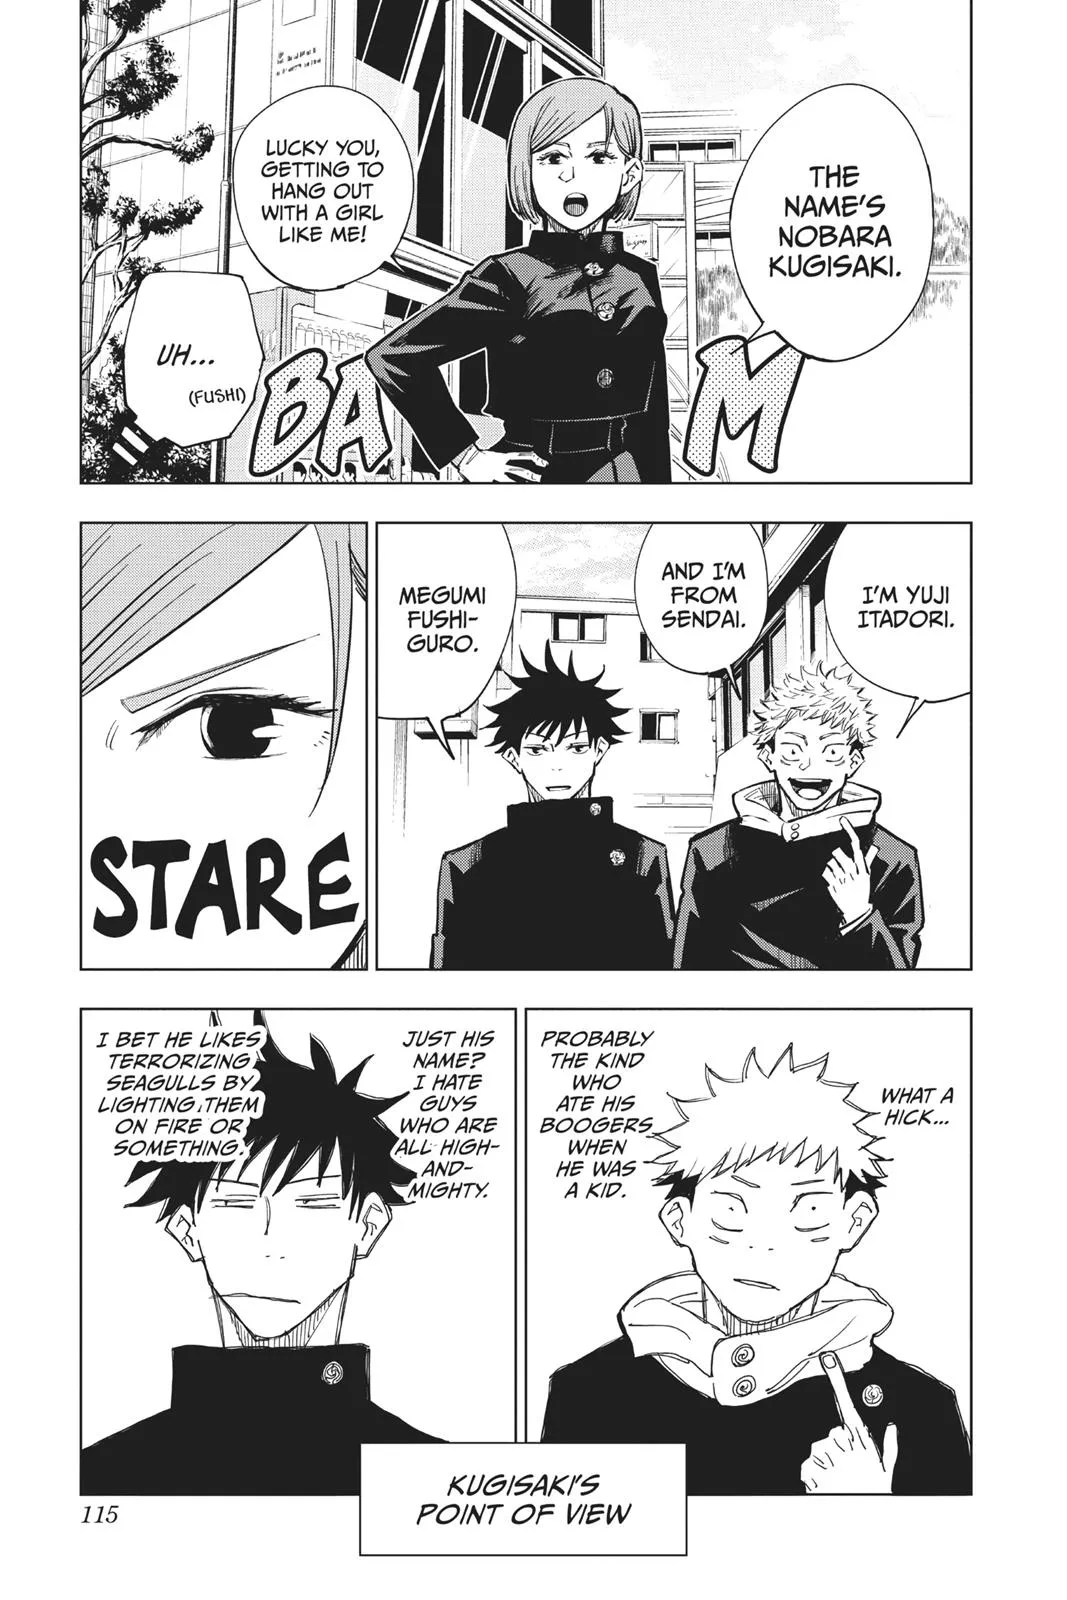 THE
NAME'S
NOBARA
KUGISAKI.
LUCKY YOU,
GETTING TO
HANG OUT
WITH A GIRL
LIKE ME!
BA M
UH...
(FUSHI)
I'M YUJI
ITADORI.
AND I'M
FROM
SENDAI.
MEGUMI
FUSHI-
GURO.
STARE
WHAT A
HICK...
PROBABLY
THE KIND
WHO
ATE HIS
BOOGERS
WHEN
HE WAS
A KID.
JUST HIS
NAME?
I HATE
GUYS
WHO ARE
ALL HIGH-
AND-
MIGHTY.
I BET HE LIKES
TERRORIZING
SEAGULLS BY
LIGHTING THEM
ON FIRE OR
SOMETHING.
KUGISAKI'S
POINT OF VIEW
115